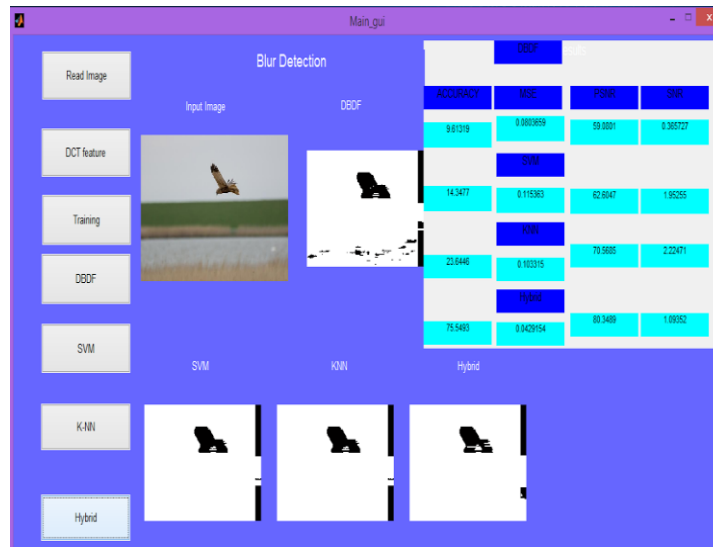 Main_gui
Read Image
DCT feature
Training
DBDF
SVM
K-NN
Hybrid
Blur Detection
Input Image
DBDF
SVM
KNN
Hybrid
DBDF
ACCURACY MSE PSNR SNR
9.61319 0.0803659 59.0801 0.365727
SVM
14.3477 0.115363 62.6047 1.95255
KNN
23.6446 0.103315 70.5685 2.22471
Hybrid
75.5493 0.0429154 80.3489 1.09352